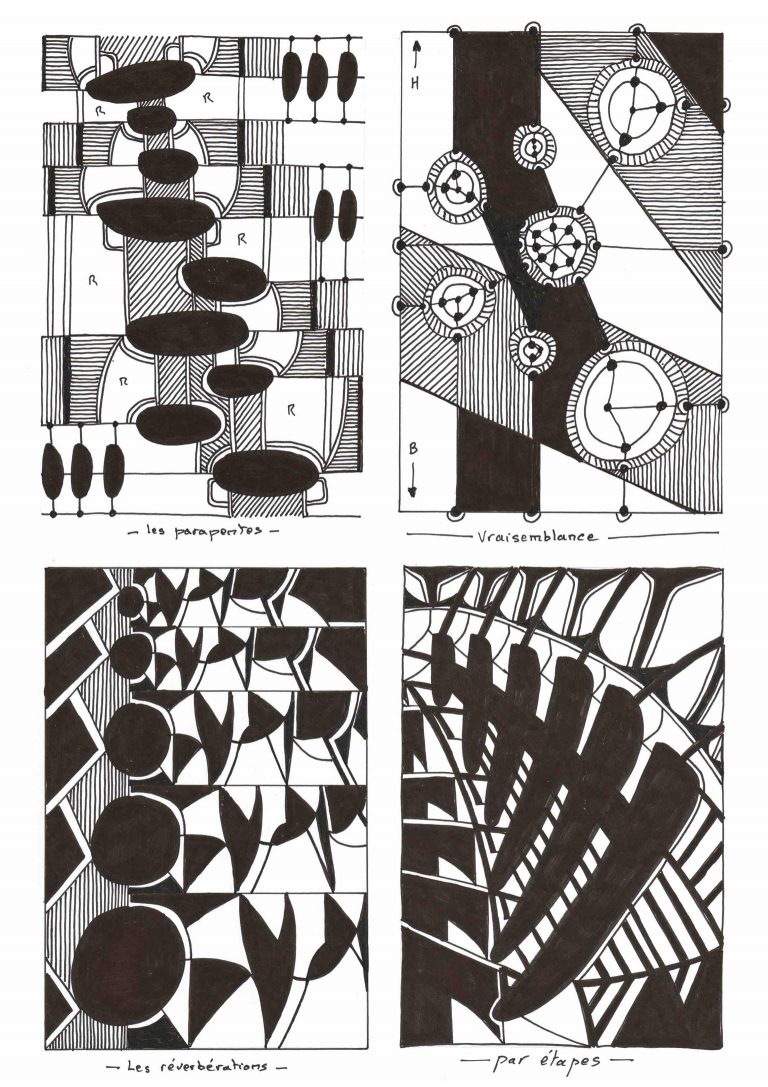 R
R
R
R
R
R
- les parapentes -
H
B
Vraisemblance
- Les réverbérations -
- par étapes -